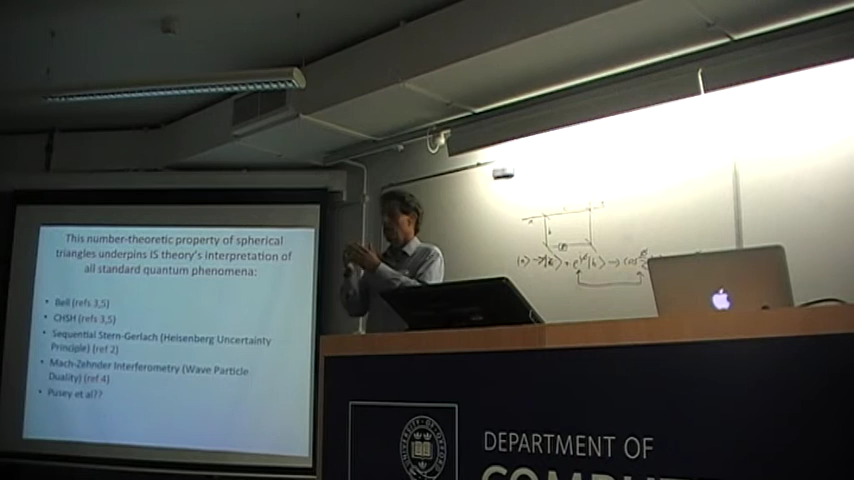 This number-theoretic property of spherical
triangles underpins IS theory's interpretation of
all standard quantum phenomena:
• Bell (refs 3,5)
• CHSH (refs 3,5)
• Sequential Stern-Gerlach (Heisenberg Uncertainty
Principle) (ref 2)
• Mach-Zehnder Interferometry (Wave Particle
Duality) (ref 4)
• Pusey et al??
DEPARTMENT OF